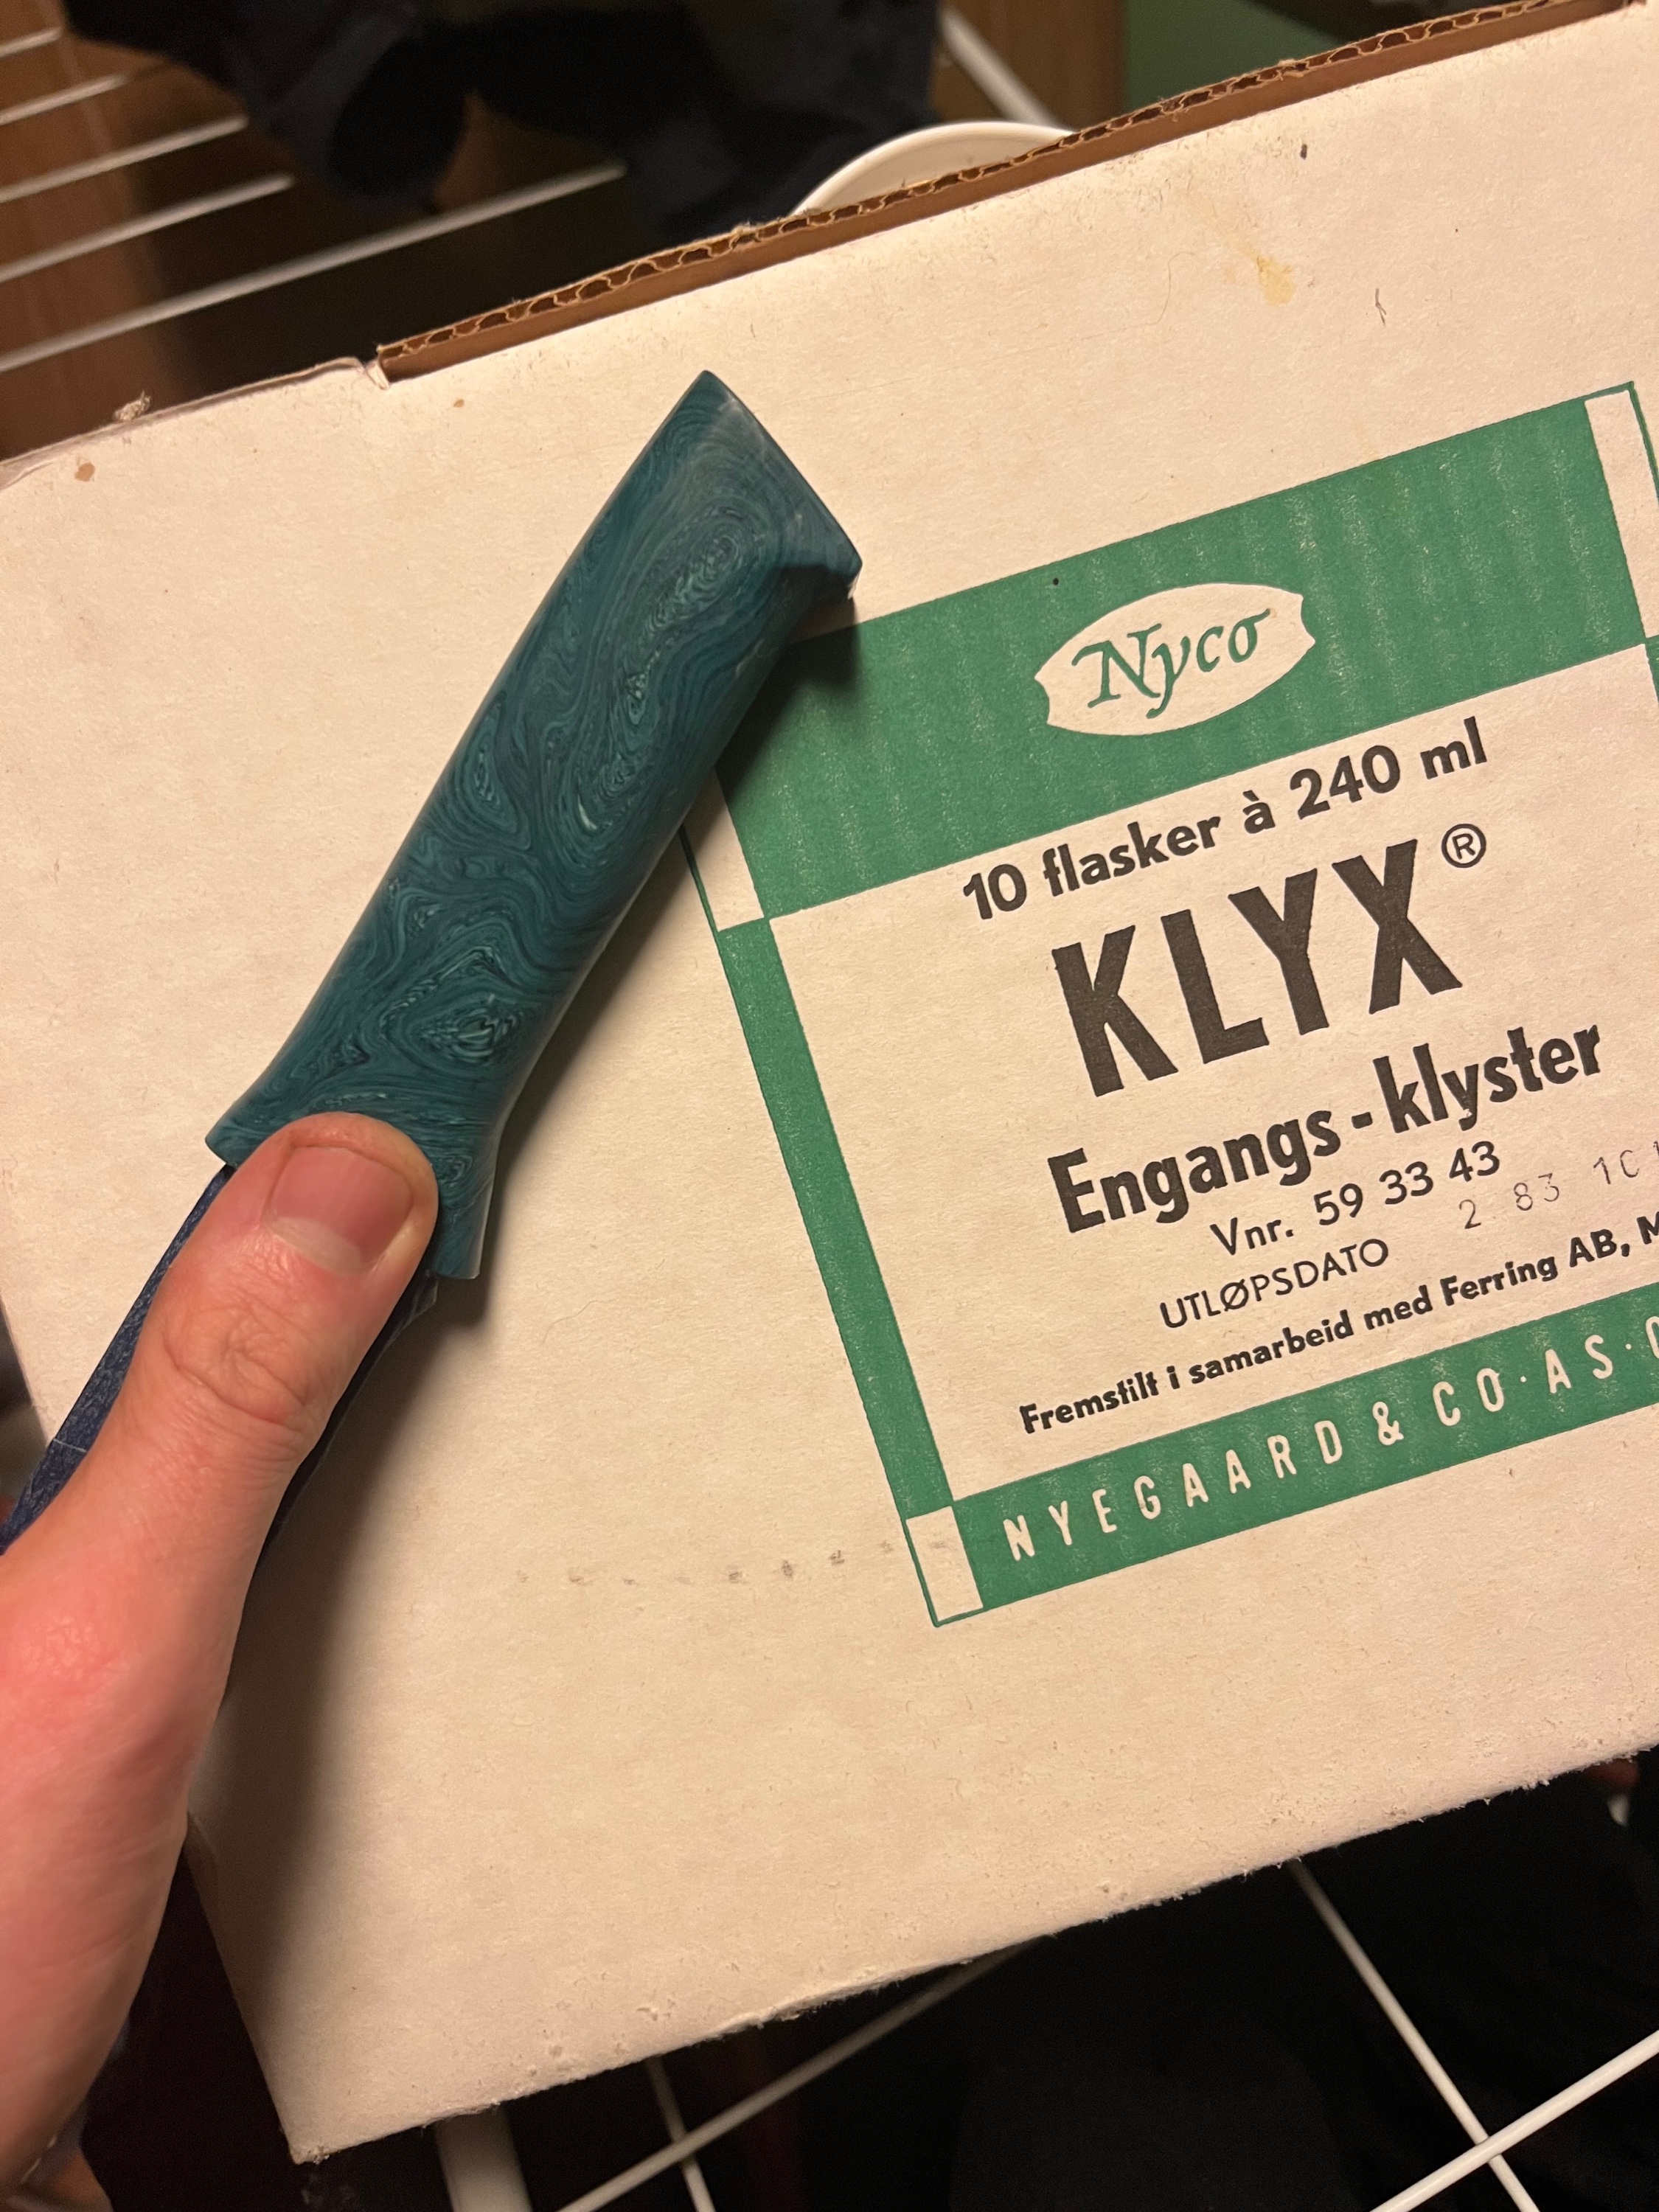 Nyco
10 flasker à 240 ml
KLYX®
Engangs-klyster
Vnr. 59 33 43
UTLØPSDATO 2 83
Fremstilt i samarbeid med Ferring AB,
NYEGAARD & CO·AS·